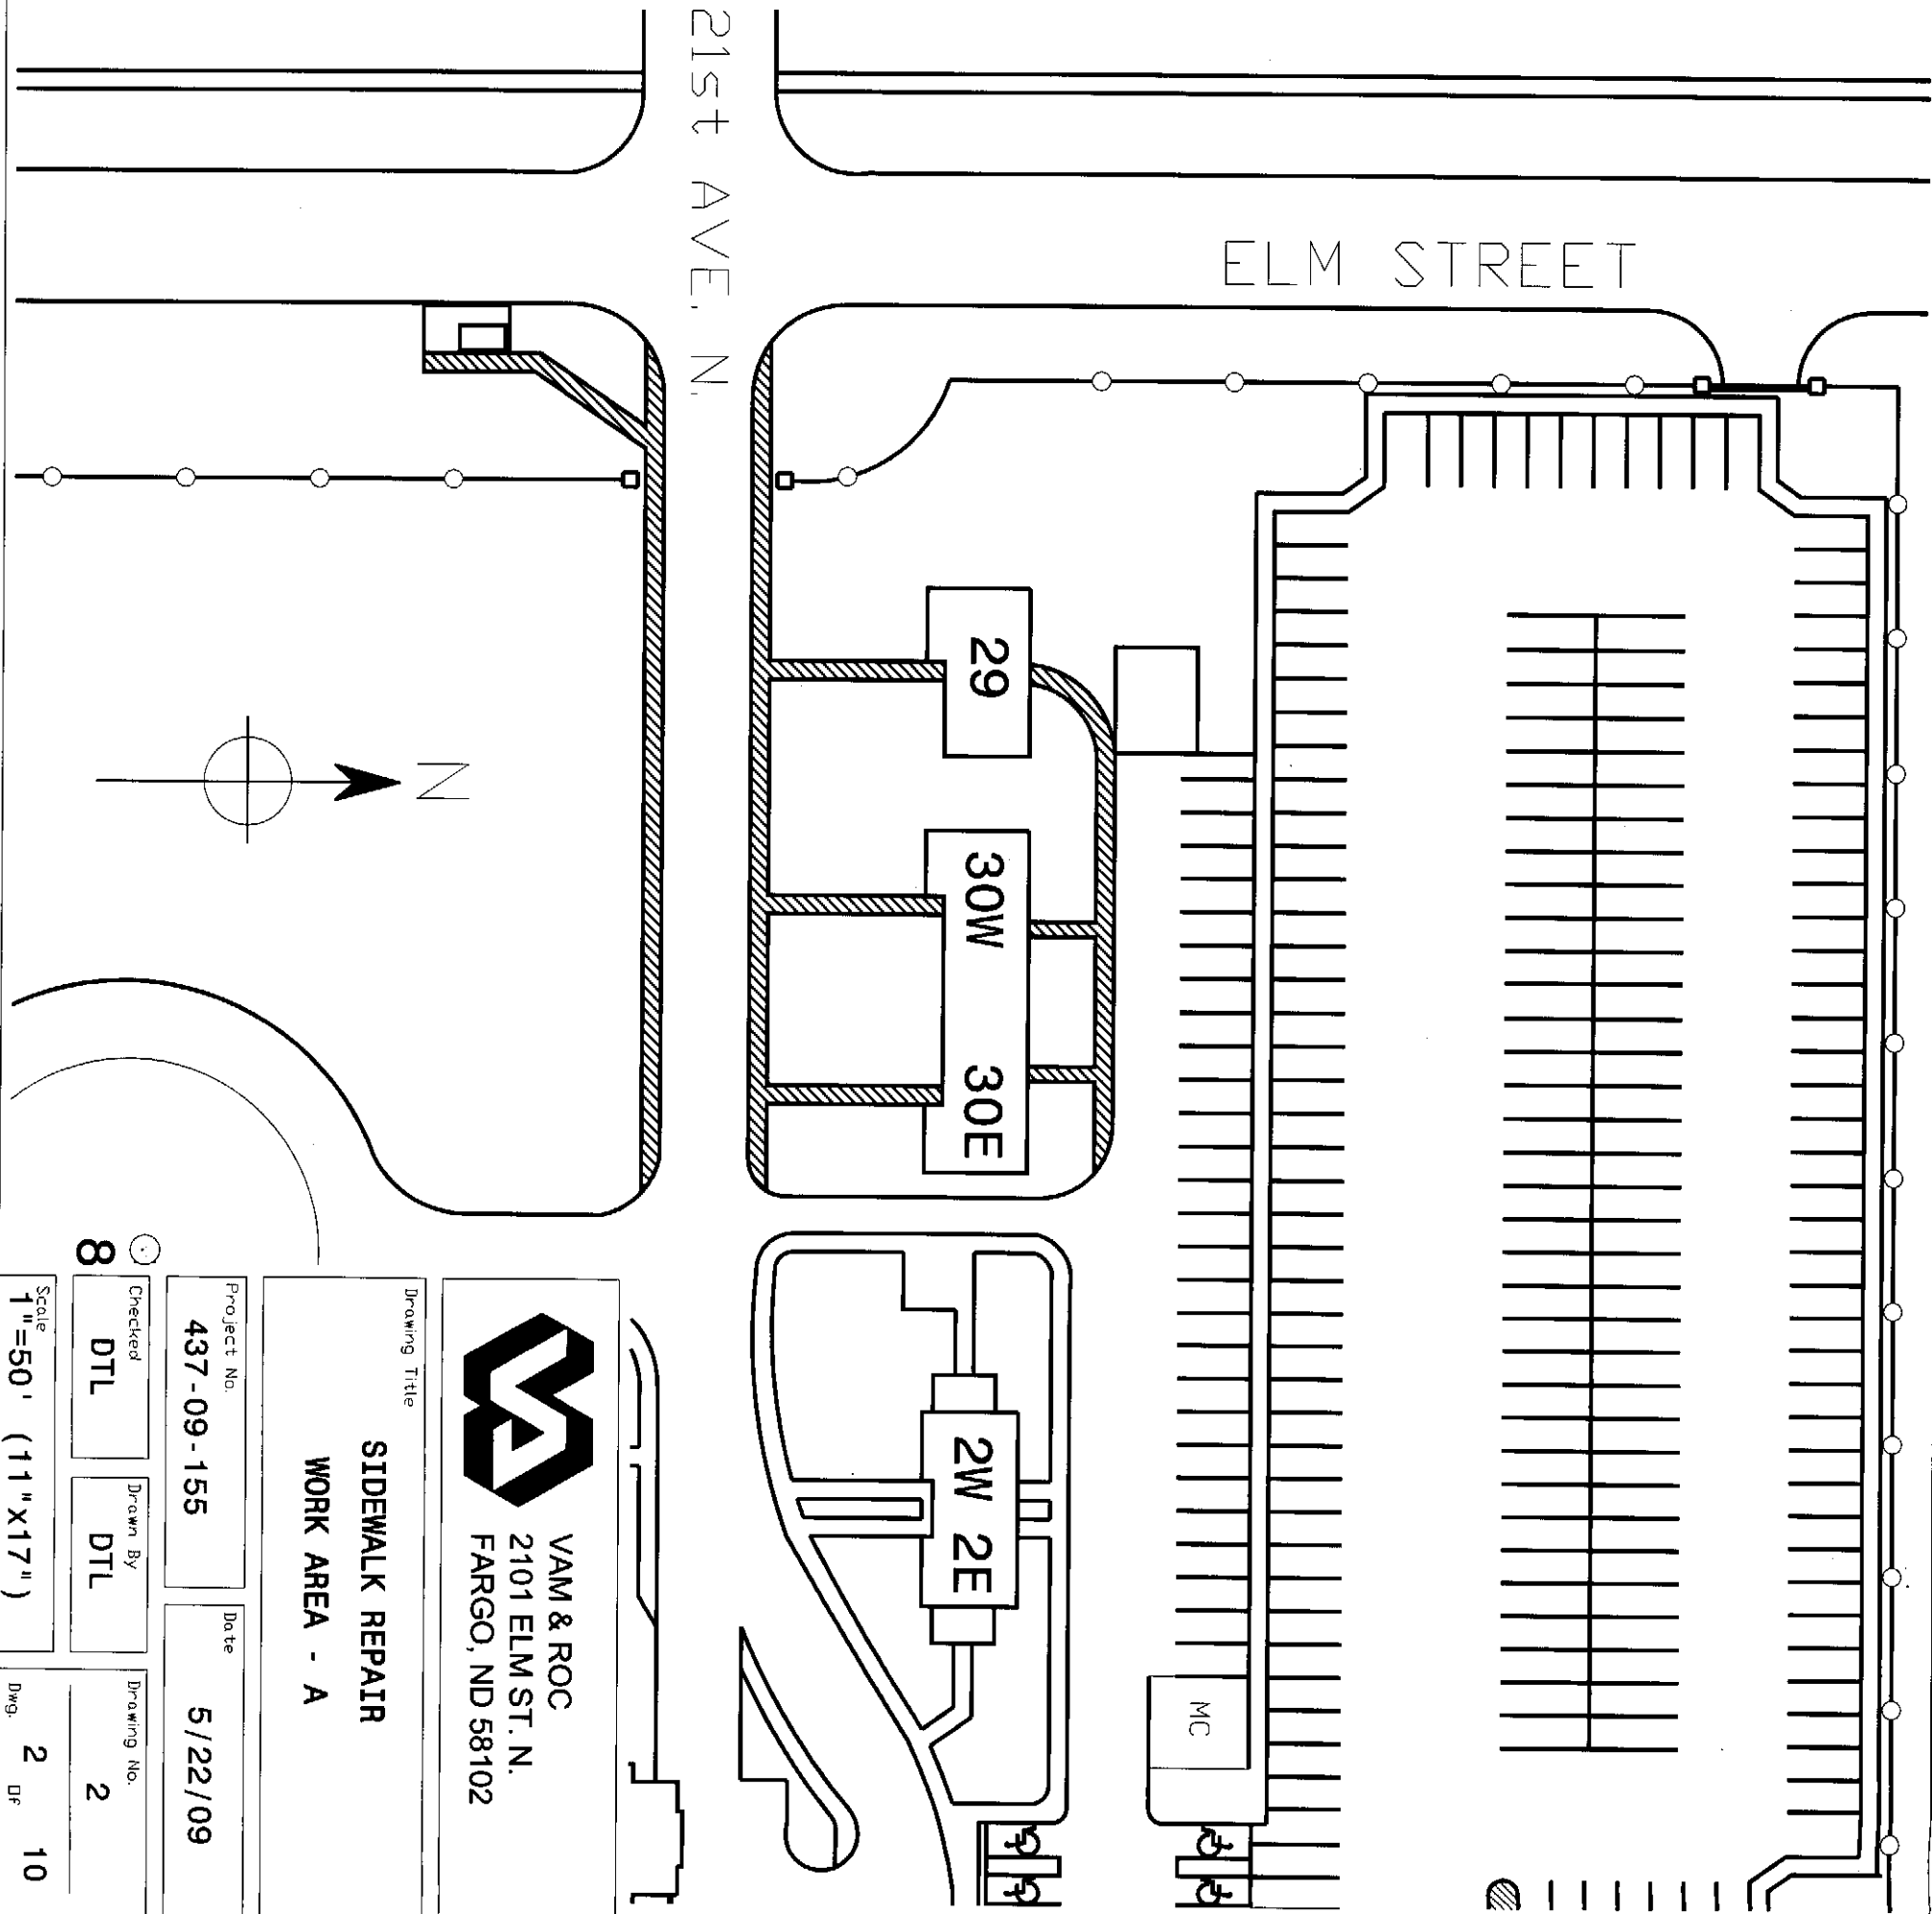 21st AVE. N.
ELM STREET
29
30W 30E
N
2W 2E
MC
8
VAM & ROC
2101 ELM ST. N.
FARGO, ND 58102
Drawing Title
SIDEWALK REPAIR
WORK AREA - A
Project No.
437-09-155
Date
5/22/09
Checked
DTL
Drawn By
DTL
Drawing No.
2
Scale
1"=50' (11"x17")
Dwg. 2 Of 10